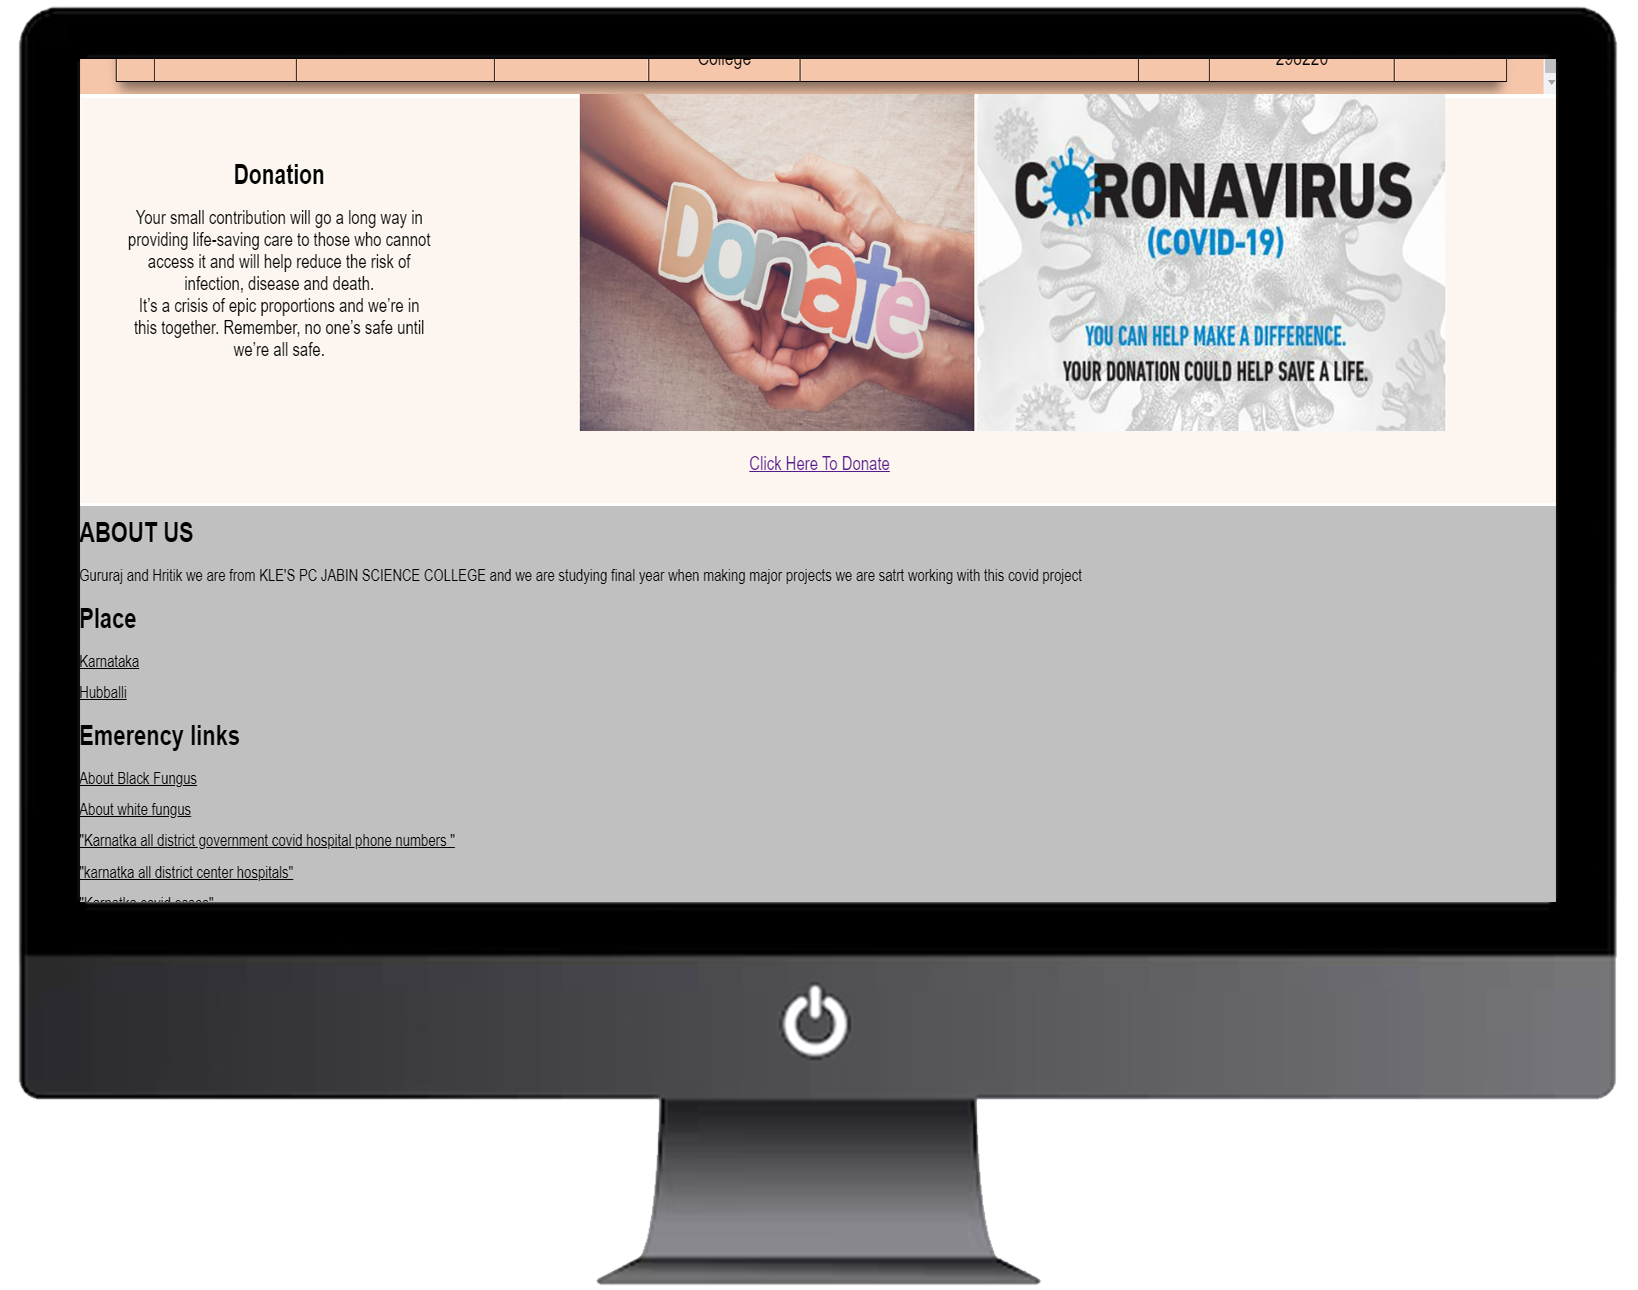 College 298220
Donation
Your small contribution will go a long way in
providing life-saving care to those who cannot
access it and will help reduce the risk of
infection, disease and death.
It’s a crisis of epic proportions and we’re in
this together. Remember, no one’s safe until
we’re all safe.
Donate
CORONAVIRUS
(COVID-19)
YOU CAN HELP MAKE A DIFFERENCE.
YOUR DONATION COULD HELP SAVE A LIFE.
Click Here To Donate
ABOUT US
Gururaj and Hritik we are from KLE'S PC JABIN SCIENCE COLLEGE and we are studying final year when making major projects we are satrt working with this covid project
Place
Karnataka
Hubballi
Emerency links
About Black Fungus
About white fungus
"Karnatka all district government covid hospital phone numbers "
"karnatka all district center hospitals"
"Karnatka covid cases"